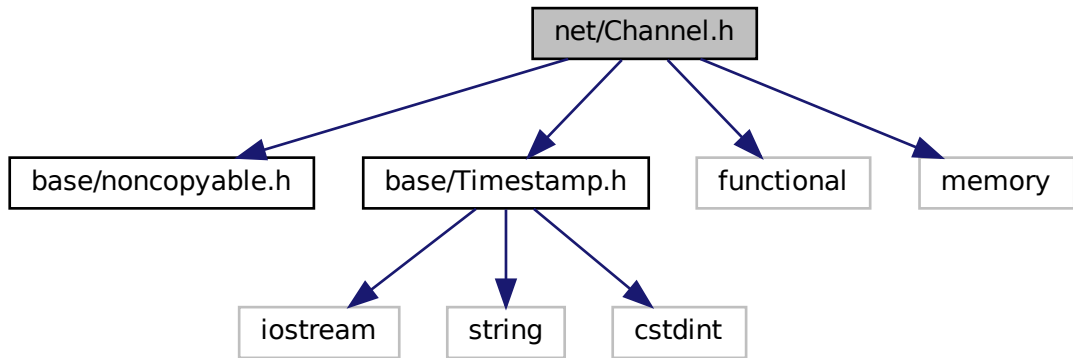 net/Channel.h
base/noncopyable.h
base/Timestamp.h
functional
memory
iostream
string
cstdint